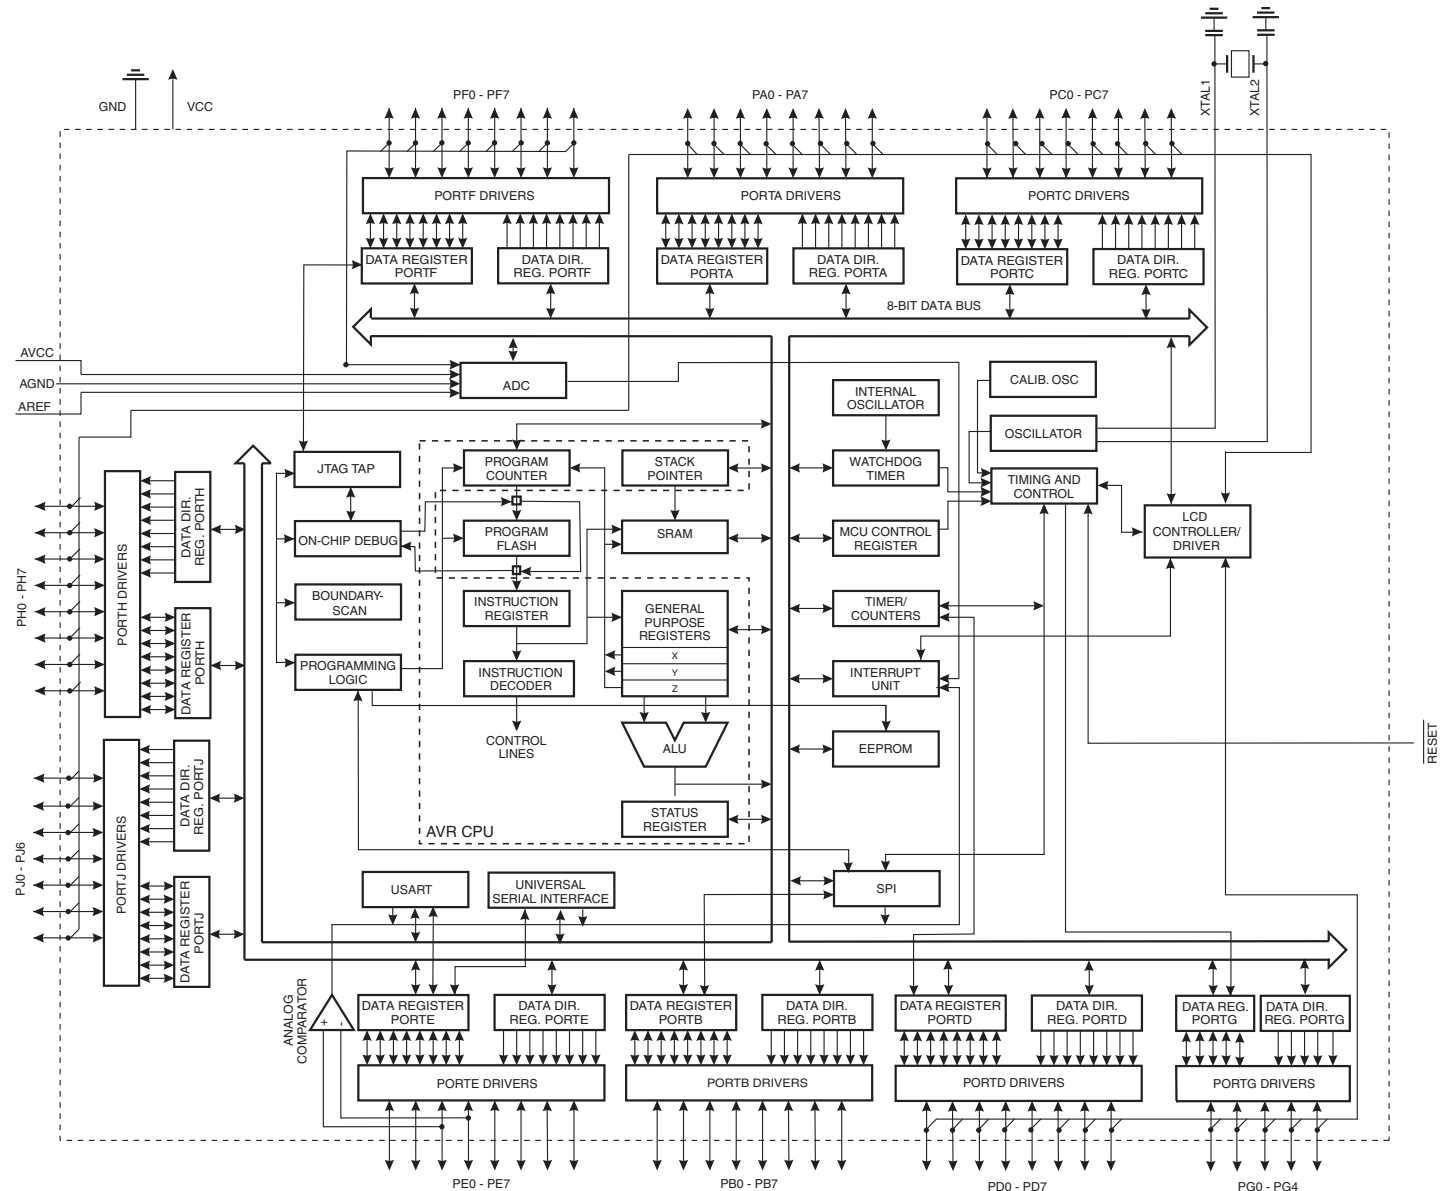 XTAL1
XTAL2
GND
VCC
PF0 - PF7
PA0 - PA7
PC0 - PC7
PORTF DRIVERS
PORTA DRIVERS
PORTC DRIVERS
DATA REGISTER
PORTF
DATA DIR.
REG. PORTF
DATA REGISTER
PORTA
DATA DIR.
REG. PORTA
DATA REGISTER
PORTC
DATA DIR.
REG. PORTC
8-BIT DATA BUS
AVCC
AGND
AREF
ADC
INTERNAL
OSCILLATOR
CALIB. OSC
OSCILLATOR
JTAG TAP
PROGRAM
COUNTER
STACK
POINTER
WATCHDOG
TIMER
TIMING AND
CONTROL
ON-CHIP DEBUG
PROGRAM
FLASH
SRAM
MCU CONTROL
REGISTER
LCD
CONTROLLER/
DRIVER
BOUNDARY-
SCAN
INSTRUCTION
REGISTER
GENERAL
PURPOSE
REGISTERS
X
Y
Z
TIMER/
COUNTERS
PROGRAMMING
LOGIC
INSTRUCTION
DECODER
INTERRUPT
UNIT
CONTROL
LINES
ALU
EEPROM
RESET
STATUS
REGISTER
AVR CPU
PH0 - PH7
PORTH DRIVERS
DATA DIR.
REG. PORTH
DATA REGISTER
PORTH
PJ0 - PJ6
PORTJ DRIVERS
DATA DIR.
REG. PORTJ
DATA REGISTER
PORTJ
USART
UNIVERSAL
SERIAL INTERFACE
SPI
ANALOG
COMPARATOR
+
-
DATA REGISTER
PORTE
DATA DIR.
REG. PORTE
DATA REGISTER
PORTB
DATA DIR.
REG. PORTB
DATA REGISTER
PORTD
DATA DIR.
REG. PORTD
DATA REG.
PORTG
DATA DIR.
REG. PORTG
PORTE DRIVERS
PORTB DRIVERS
PORTD DRIVERS
PORTG DRIVERS
PE0 - PE7
PB0 - PB7
PD0 - PD7
PG0 - PG4